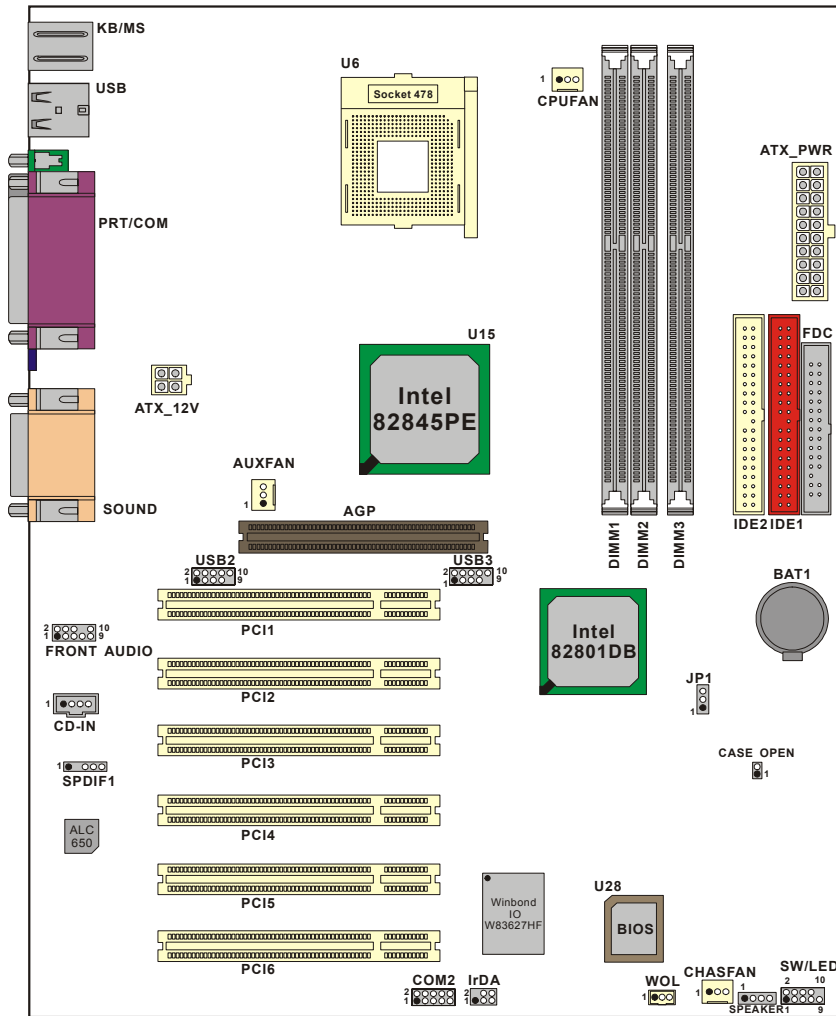 KB/MS
U6
Socket 478
1
CPUFAN
USB
ATX_PWR
PRT/COM
U15
FDC
Intel
82845PE
ATX_12V
AUXFAN
1
AGP
SOUND
IDE2
IDE1
DIMM1
DIMM2
DIMM3
USB2
2 10
1 9
USB3
2 10
1 9
BAT1
PCI1
Intel
82801DB
2 10
1 9
FRONT AUDIO
PCI2
JP1
1
1
CD-IN
PCI3
CASE OPEN
1
1
SPDIF1
PCI4
ALC
650
PCI5
Winbond
IO
W83627HF
U28
BIOS
PCI6
COM2
2
1
IrDA
2
1
WOL
1
CHASFAN
1
1
SPEAKER
SW/LED
2 10
1 9